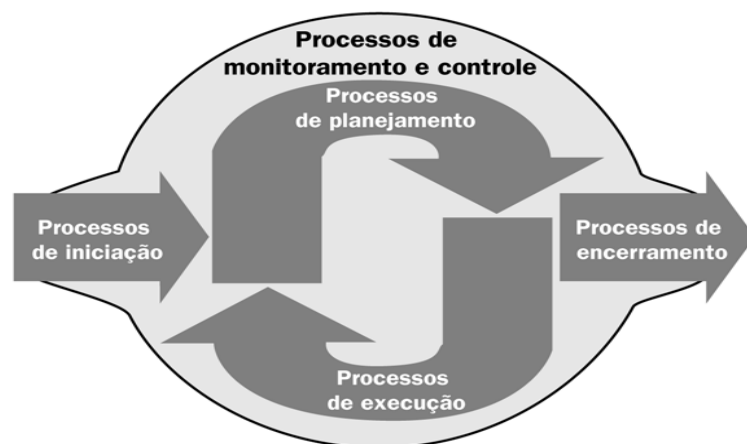 Processos de
monitoramento e controle
Processos
de planejamento
Processos
de iniciação
Processos de
encerramento
Processos
de execução